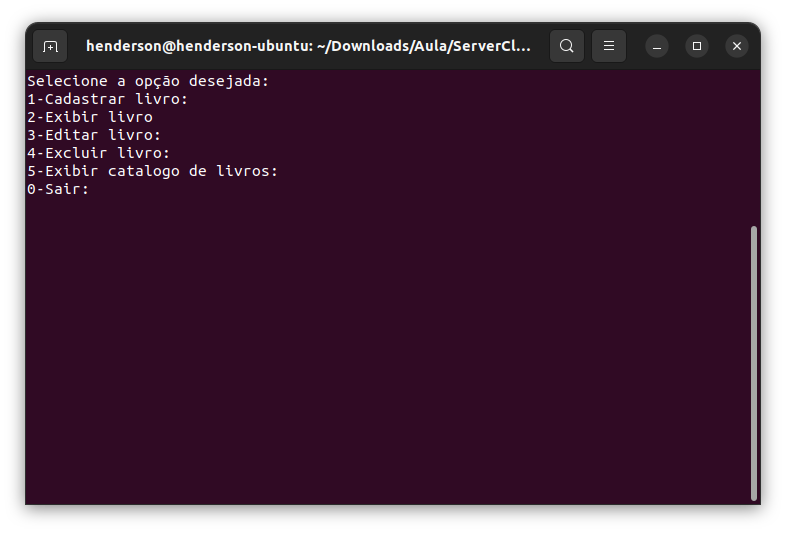 henderson@henderson-ubuntu: ~/Downloads/Aula/ServerCl...
Selecione a opção desejada:
1-Cadastrar livro:
2-Exibir livro
3-Editar livro:
4-Excluir livro:
5-Exibir catalogo de livros:
0-Sair: